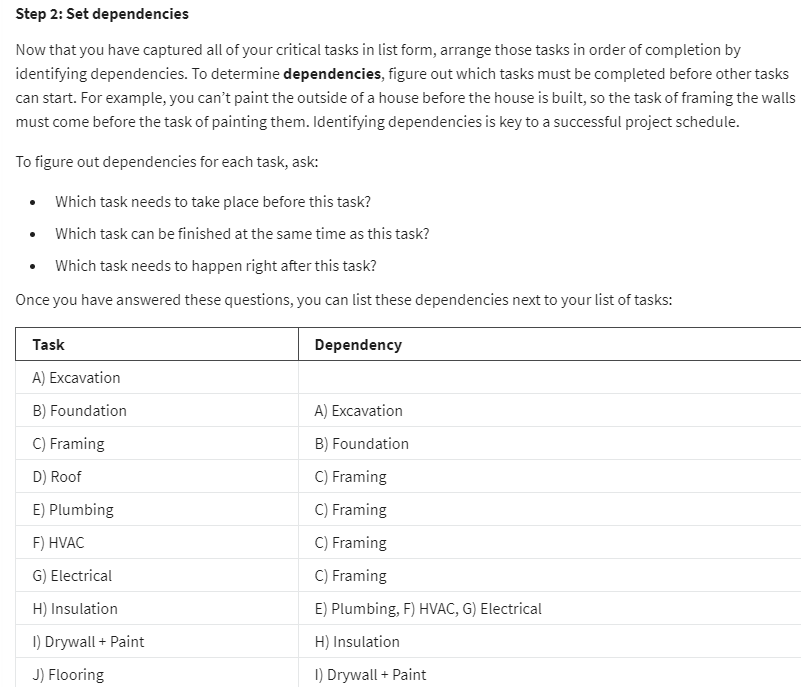 Step 2: Set dependencies
Now that you have captured all of your critical tasks in list form, arrange those tasks in order of completion by
identifying dependencies. To determine dependencies, figure out which tasks must be completed before other tasks
can start. For example, you can’t paint the outside of a house before the house is built, so the task of framing the walls
must come before the task of painting them. Identifying dependencies is key to a successful project schedule.
To figure out dependencies for each task, ask:
• Which task needs to take place before this task?
• Which task can be finished at the same time as this task?
• Which task needs to happen right after this task?
Once you have answered these questions, you can list these dependencies next to your list of tasks:
Task Dependency
A) Excavation
B) Foundation A) Excavation
C) Framing B) Foundation
D) Roof C) Framing
E) Plumbing C) Framing
F) HVAC C) Framing
G) Electrical C) Framing
H) Insulation E) Plumbing, F) HVAC, G) Electrical
I) Drywall + Paint H) Insulation
J) Flooring I) Drywall + Paint